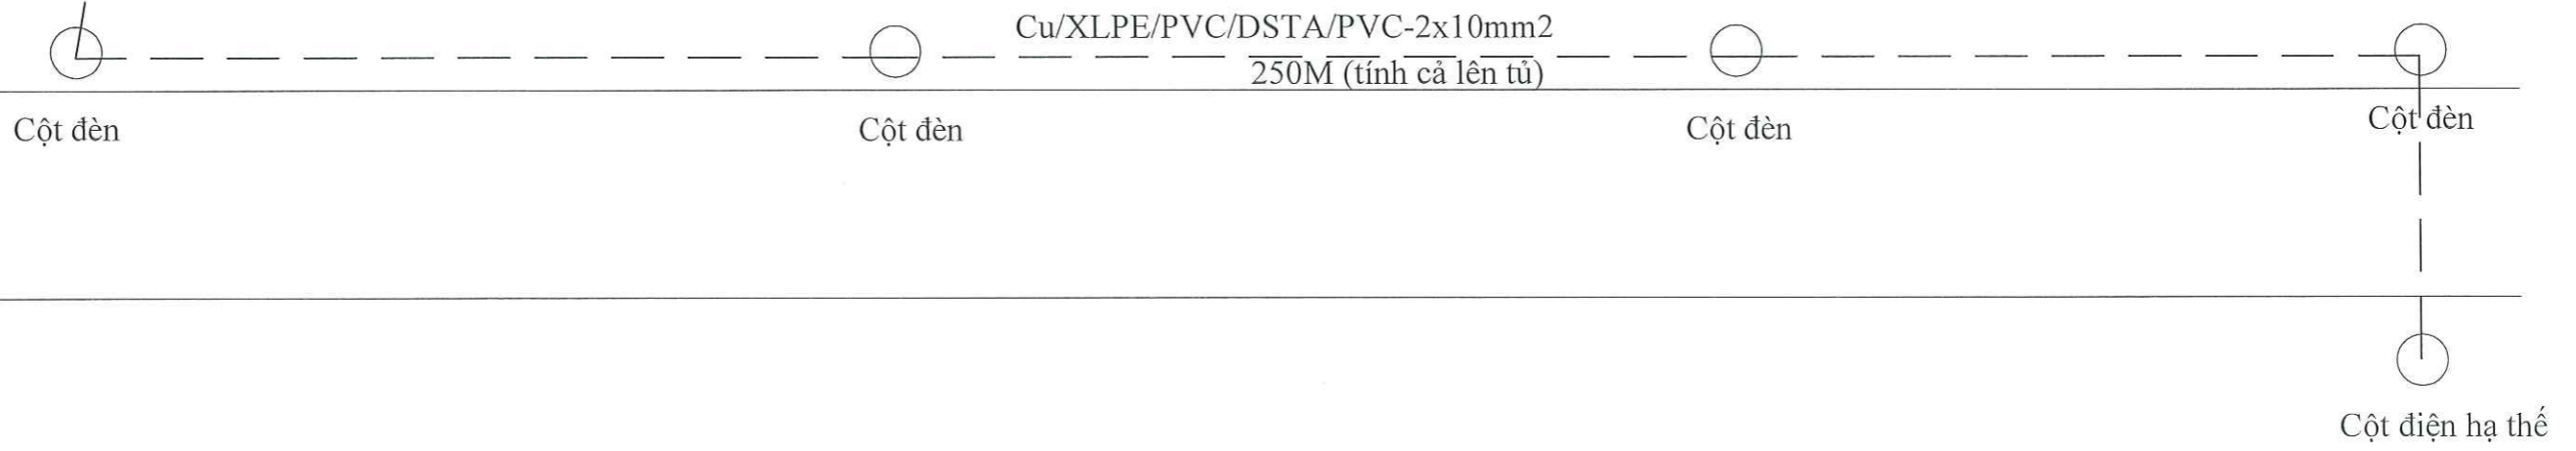 Cu/XLPE/PVC/DSTA/PVC-2x10mm2
250M (tính cả lên tủ)
Cột đèn
Cột đèn
Cột đèn
Cột đèn
Cột điện hạ thế